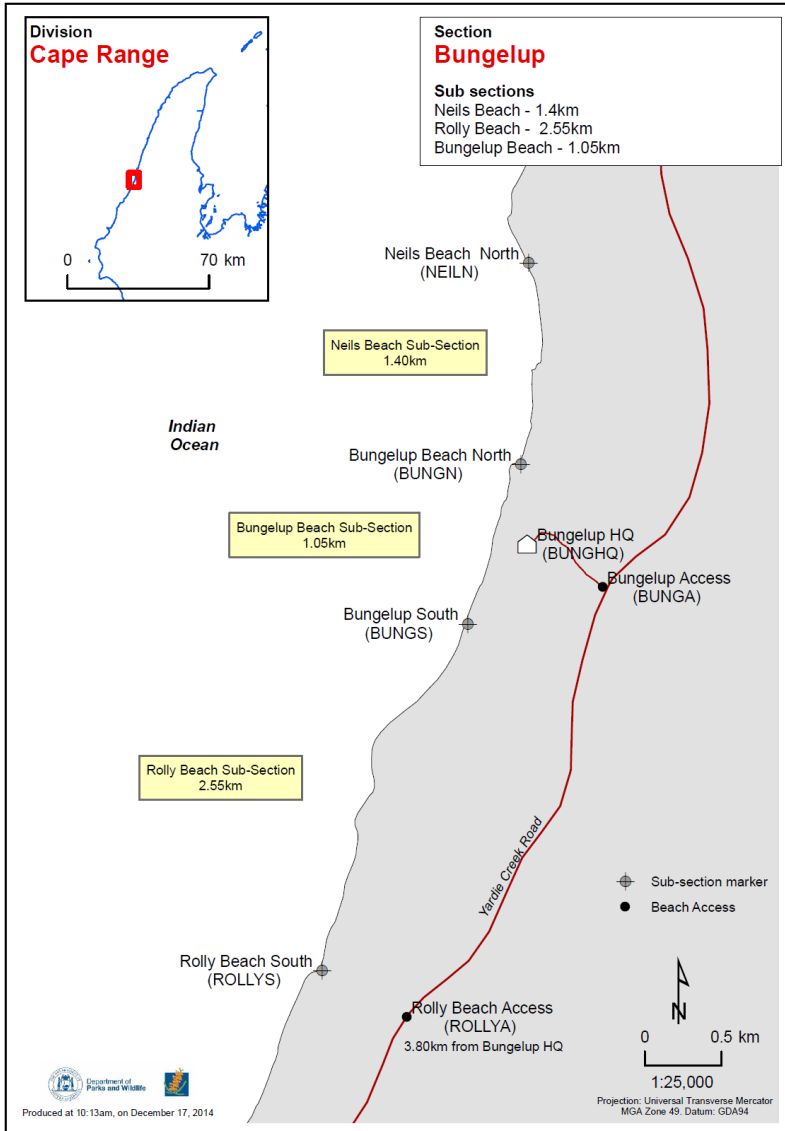 Division
Cape Range
0 70 km
Section
Bungelup
Sub sections
Neils Beach - 1.4km
Rolly Beach -  2.55km
Bungelup Beach - 1.05km
Neils Beach  North
(NEILN)
Neils Beach Sub-Section
1.40km
Indian
Ocean
Bungelup Beach North
(BUNGN)
Bungelup Beach Sub-Section
1.05km
Bungelup HQ
(BUNGHQ)
Bungelup Access
(BUNGA)
Bungelup South
(BUNGS)
Rolly Beach Sub-Section
2.55km
Yardie Creek Road
Sub-section marker
Beach Access
Rolly Beach South
(ROLLYS)
Rolly Beach Access
(ROLLYA)
3.80km from Bungelup HQ
N
0 0.5 km
1:25,000
Department of
Parks and Wildlife
Produced at 10:13am, on December 17, 2014
Projection: Universal Transverse Mercator
MGA Zone 49. Datum: GDA94